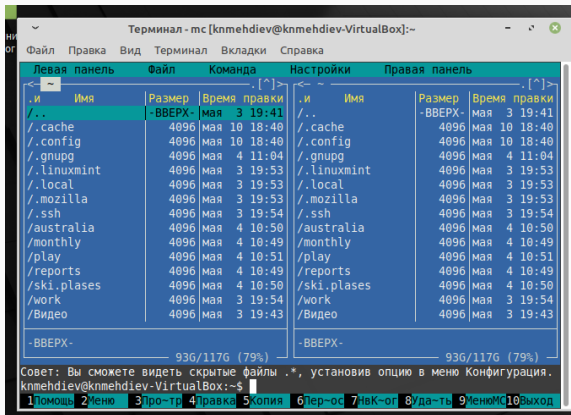 Терминал - mc [knmehdiev@knmehdiev-VirtualBox]:~
Файл Правка Вид Терминал Вкладки Справка
Левая панель Файл Команда Настройки Правая панель
<- ~ .[^]> <- ~ .[^]>
.и Имя Размер Время правки .и Имя Размер Время правки
/.. -ВВЕРХ- мая 3 19:41 /.. -ВВЕРХ- мая 3 19:41
/.cache 4096 мая 10 18:40 /.cache 4096 мая 10 18:40
/.config 4096 мая 10 18:40 /.config 4096 мая 10 18:40
/.gnupg 4096 мая 4 11:04 /.gnupg 4096 мая 4 11:04
/.linuxmint 4096 мая 3 19:53 /.linuxmint 4096 мая 3 19:53
/.local 4096 мая 3 19:53 /.local 4096 мая 3 19:53
/.mozilla 4096 мая 3 19:53 /.mozilla 4096 мая 3 19:53
/.ssh 4096 мая 3 19:54 /.ssh 4096 мая 3 19:54
/australia 4096 мая 4 10:50 /australia 4096 мая 4 10:50
/monthly 4096 мая 4 10:49 /monthly 4096 мая 4 10:49
/play 4096 мая 4 10:51 /play 4096 мая 4 10:51
/reports 4096 мая 4 10:49 /reports 4096 мая 4 10:49
/ski.plases 4096 мая 4 10:50 /ski.plases 4096 мая 4 10:50
/work 4096 мая 3 19:54 /work 4096 мая 3 19:54
/Видео 4096 мая 3 19:43 /Видео 4096 мая 3 19:43
-ВВЕРХ- -ВВЕРХ-
93G/117G (79%) 93G/117G (79%)
Совет: Вы сможете видеть скрытые файлы .*, установив опцию в меню Конфигурация.
knmehdiev@knmehdiev-VirtualBox:~$
1Помощь 2Меню 3Про~тр 4Правка 5Копия 6Пер~ос 7НвК~ог 8Уда~ть 9МенюMC 10Выход